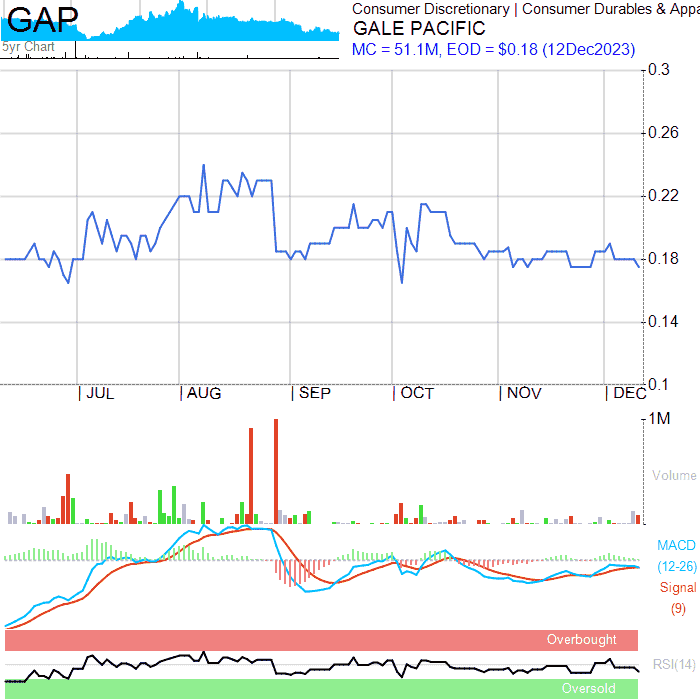 GAP
5yr Chart
Consumer Discretionary | Consumer Durables & Appa
GALE PACIFIC
MC = 51.1M, EOD = $0.18 (12Dec2023)
0.3
0.26
0.22
0.18
0.14
0.1
| JUL | AUG | SEP | OCT | NOV | DEC
1M
Volume
MACD
(12-26)
Signal
(9)
Overbought
RSI(14)
Oversold